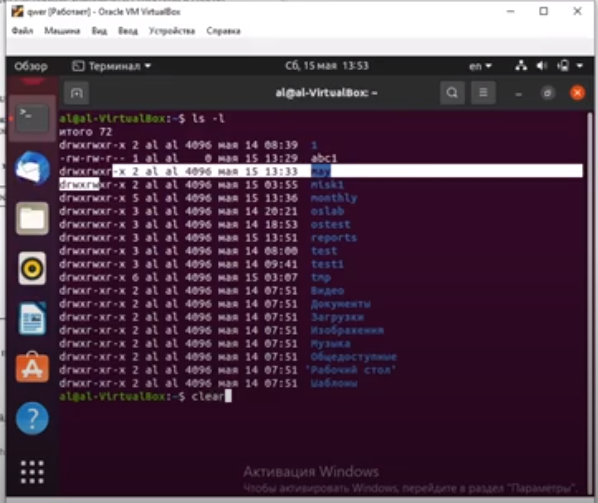 qwer [Работает] - Oracle VM VirtualBox
Файл Машина Вид Ввод Устройства Справка
Обзор Терминал Сб, 15 мая 13:53 en
al@al-VirtualBox: ~
al@al-VirtualBox:~$ ls -l
итого 72
drwxrwxr-x 2 al al 4096 мая 14 08:39 1
-rw-rw-r-- 1 al al 0 мая 15 13:29 abc1
drwxrwxr-x 2 al al 4096 мая 15 13:33 may
drwxrwxr-x 2 al al 4096 мая 15 03:55 misk1
drwxrwxr-x 5 al al 4096 мая 15 13:36 monthly
drwxrwxr-x 3 al al 4096 мая 14 20:21 oslab
drwxrwxr-x 3 al al 4096 мая 14 18:53 ostest
drwxrwxr-x 3 al al 4096 мая 15 13:51 reports
drwxrwxr-x 3 al al 4096 мая 14 08:00 test
drwxrwxr-x 3 al al 4096 мая 14 09:41 test1
drwxrwxr-x 6 al al 4096 мая 15 03:07 tmp
drwxr-xr-x 2 al al 4096 мая 14 07:51 Видео
drwxr-xr-x 2 al al 4096 мая 14 07:51 Документы
drwxr-xr-x 2 al al 4096 мая 14 07:51 Загрузки
drwxr-xr-x 2 al al 4096 мая 14 07:51 Изображения
drwxr-xr-x 2 al al 4096 мая 14 07:51 Музыка
drwxr-xr-x 2 al al 4096 мая 14 07:51 Общедоступные
drwxr-xr-x 2 al al 4096 мая 14 07:51 'Рабочий стол'
drwxr-xr-x 2 al al 4096 мая 14 07:51 Шаблоны
al@al-VirtualBox:~$ clear
Активация Windows
Чтобы активировать Windows, перейдите в раздел "Параметры".